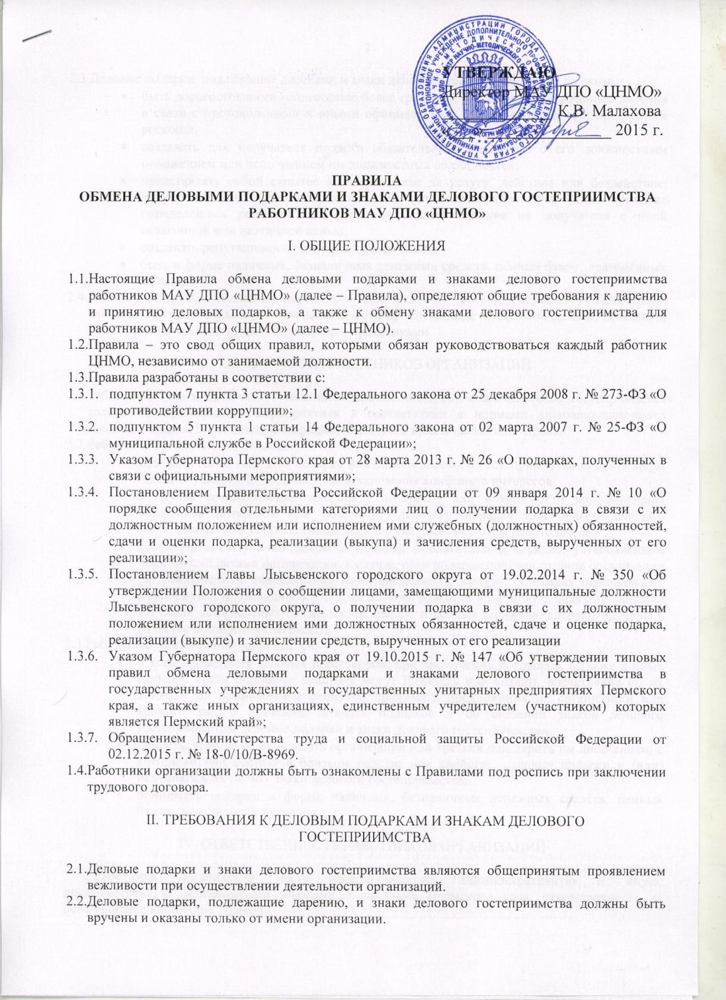 УТВЕРЖДАЮ
Директор МАУ ДПО «ЦНМО»
К.В. Малахова
2015 г.
ПРАВИЛА
ОБМЕНА ДЕЛОВЫМИ ПОДАРКАМИ И ЗНАКАМИ ДЕЛОВОГО ГОСТЕПРИИМСТВА
РАБОТНИКОВ МАУ ДПО «ЦНМО»
I. ОБЩИЕ ПОЛОЖЕНИЯ
1.1.Настоящие Правила обмена деловыми подарками и знаками делового гостеприимства
работников МАУ ДПО «ЦНМО» (далее – Правила), определяют общие требования к дарению
и принятию деловых подарков, а также к обмену знаками делового гостеприимства для
работников МАУ ДПО «ЦНМО» (далее – ЦНМО).
1.2.Правила – это свод общих правил, которыми обязан руководствоваться каждый работник
ЦНМО, независимо от занимаемой должности.
1.3.Правила разработаны в соответствии с:
1.3.1. подпунктом 7 пункта 3 статьи 12.1 Федерального закона от 25 декабря 2008 г. № 273-ФЗ «О
противодействии коррупции»;
1.3.2. подпунктом 5 пункта 1 статьи 14 Федерального закона от 02 марта 2007 г. № 25-ФЗ «О
муниципальной службе в Российской Федерации»;
1.3.3. Указом Губернатора Пермского края от 28 марта 2013 г. № 26 «О подарках, полученных в
связи с официальными мероприятиями»;
1.3.4. Постановлением Правительства Российской Федерации от 09 января 2014 г. № 10 «О
порядке сообщения отдельными категориями лиц о получении подарка в связи с их
должностным положением или исполнением ими служебных (должностных) обязанностей,
сдачи и оценки подарка, реализации (выкупа) и зачисления средств, вырученных от его
реализации»;
1.3.5. Постановлением Главы Лысьвенского городского округа от 19.02.2014 г. № 350 «Об
утверждении Положения о сообщении лицами, замещающими муниципальные должности
Лысьвенского городского округа, о получении подарка в связи с их должностным
положением или исполнением ими должностных обязанностей, сдаче и оценке подарка,
реализации (выкупе) и зачислении средств, вырученных от его реализации
1.3.6. Указом Губернатора Пермского края от 19.10.2015 г. № 147 «Об утверждении типовых
правил обмена деловыми подарками и знаками делового гостеприимства в
государственных учреждениях и государственных унитарных предприятиях Пермского
края, а также иных организациях, единственным учредителем (участником) которых
является Пермский край»;
1.3.7. Обращением Министерства труда и социальной защиты Российской Федерации от
02.12.2015 г. № 18-0/10/В-8969.
1.4.Работники организации должны быть ознакомлены с Правилами под роспись при заключении
трудового договора.
II. ТРЕБОВАНИЯ К ДЕЛОВЫМ ПОДАРКАМ И ЗНАКАМ ДЕЛОВОГО
ГОСТЕПРИИМСТВА
2.1.Деловые подарки и знаки делового гостеприимства являются общепринятым проявлением
вежливости при осуществлении деятельности организаций.
2.2.Деловые подарки, подлежащие дарению, и знаки делового гостеприимства должны быть
вручены и оказаны только от имени организации.